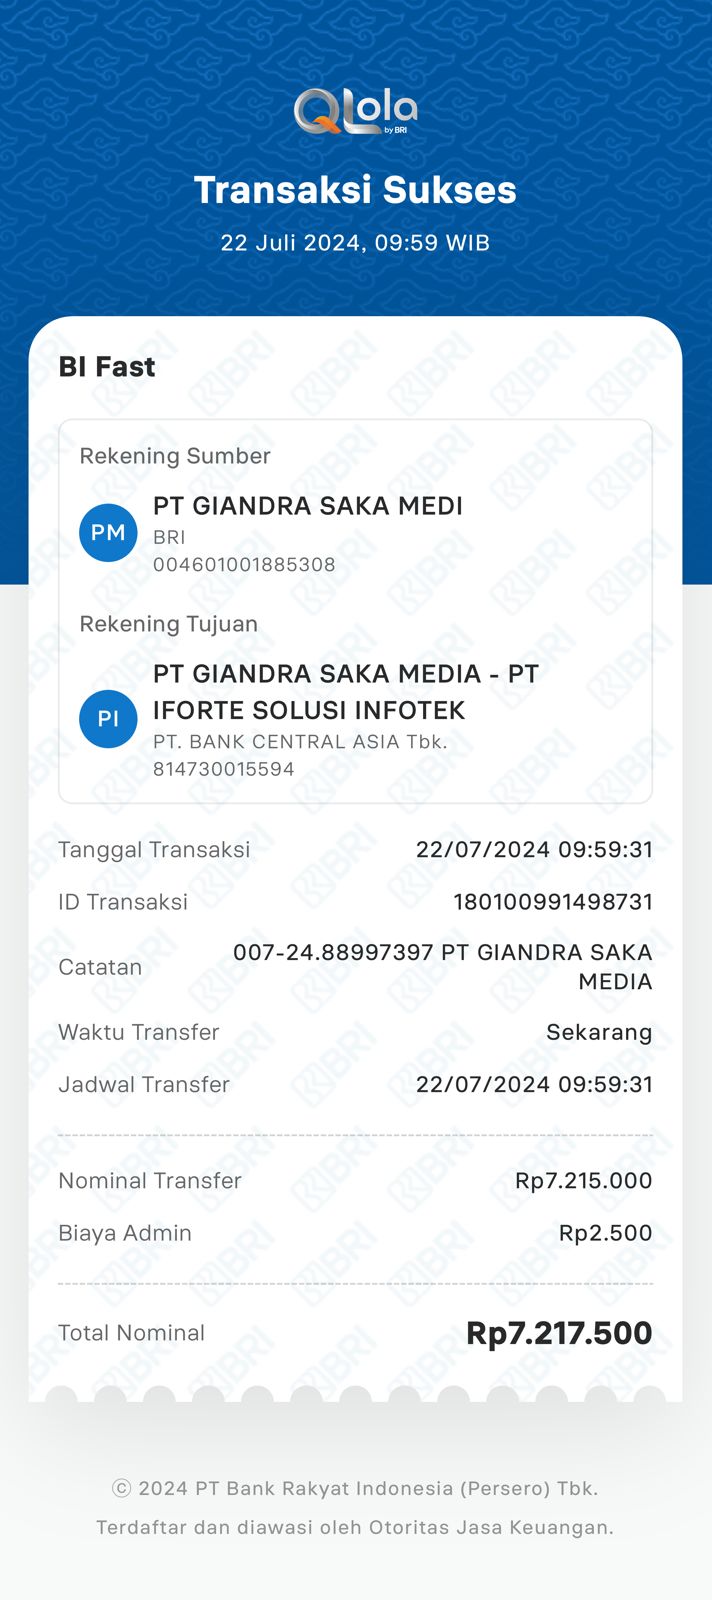 QLola
by BRI
Transaksi Sukses
22 Juli 2024, 09:59 WIB
BI Fast
Rekening Sumber
PM
PT GIANDRA SAKA MEDI
BRI
004601001885308
Rekening Tujuan
PI
PT GIANDRA SAKA MEDIA - PT
IFORTE SOLUSI INFOTEK
PT. BANK CENTRAL ASIA Tbk.
814730015594
Tanggal Transaksi 22/07/2024 09:59:31
ID Transaksi 180100991498731
Catatan 007-24.88997397 PT GIANDRA SAKA
MEDIA
Waktu Transfer Sekarang
Jadwal Transfer 22/07/2024 09:59:31
Nominal Transfer Rp7.215.000
Biaya Admin Rp2.500
Total Nominal Rp7.217.500
© 2024 PT Bank Rakyat Indonesia (Persero) Tbk.
Terdaftar dan diawasi oleh Otoritas Jasa Keuangan.